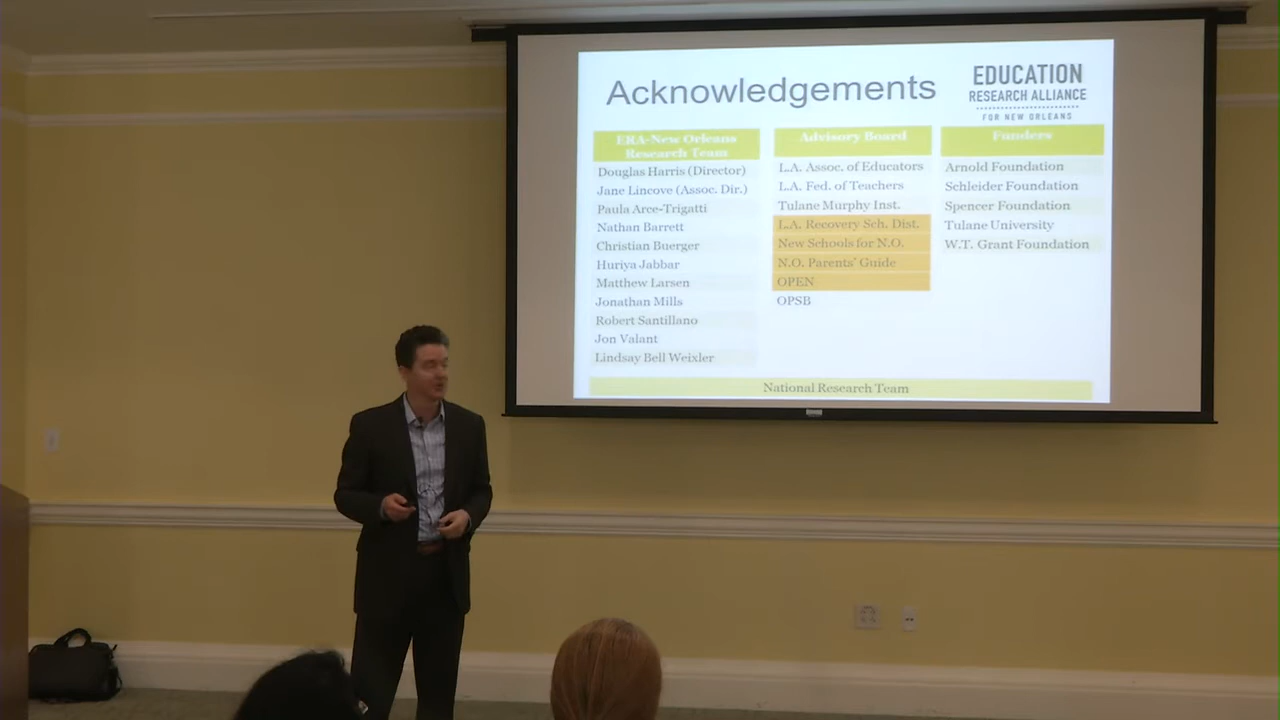 Acknowledgements
EDUCATION
RESEARCH ALLIANCE
FOR NEW ORLEANS
ERA-New Orleans
Research Team
Douglas Harris (Director)
Jane Lincove (Assoc. Dir.)
Paula Arce-Trigatti
Nathan Barrett
Christian Buerger
Huriya Jabbar
Matthew Larsen
Jonathan Mills
Robert Santillano
Jon Valant
Lindsay Bell Weixler
Advisory Board
L.A. Assoc. of Educators
L.A. Fed. of Teachers
Tulane Murphy Inst.
L.A. Recovery Sch. Dist.
New Schools for N.O.
N.O. Parents' Guide
OPEN
OPSB
Funders
Arnold Foundation
Schleider Foundation
Spencer Foundation
Tulane University
W.T. Grant Foundation
National Research Team